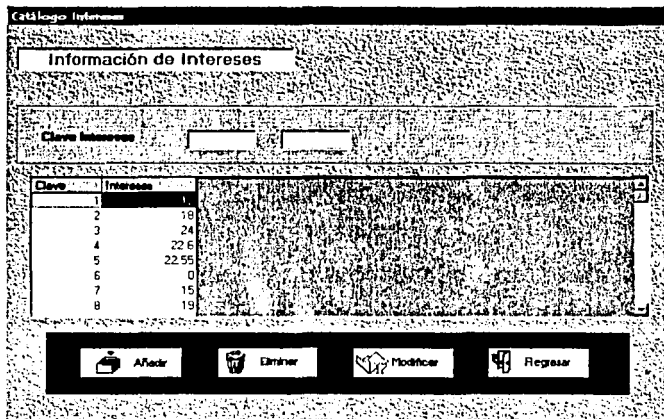 Catálogo Intereses
Información de Intereses
Clave Intereses
Clave Intereses
1
2 18
3 24
4 22.6
5 22.55
6 0
7 15
8 19
Añadir Eliminar Modificar Regresar